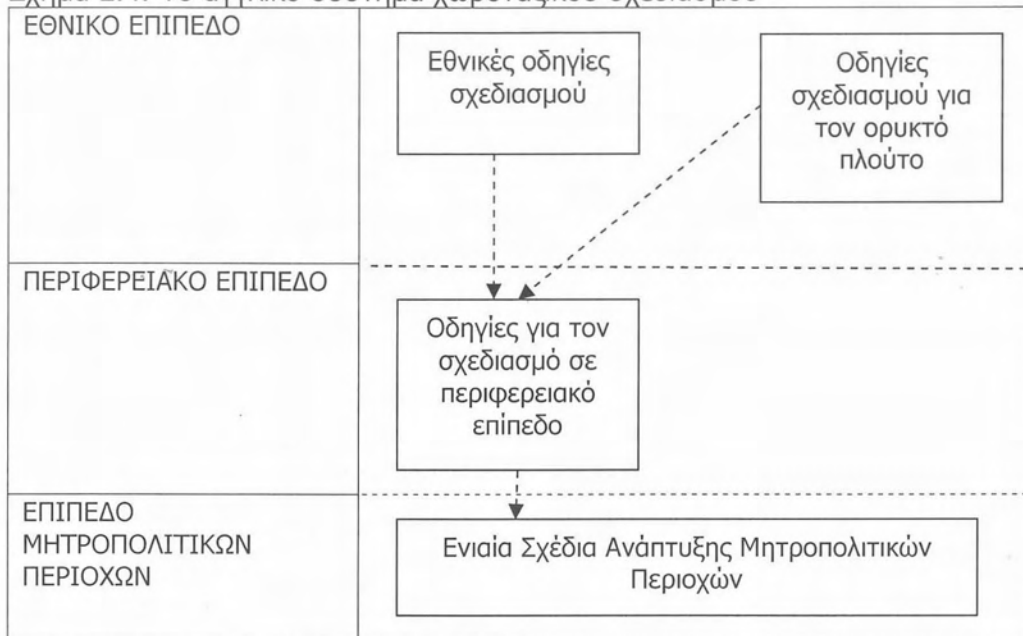 ΕΘΝΙΚΟ ΕΠΙΠΕΔΟ
Εθνικές οδηγίες
σχεδιασμού
Οδηγίες
σχεδιασμού για
τον ορυκτό
πλούτο
ΠΕΡΙΦΕΡΕΙΑΚΟ ΕΠΙΠΕΔΟ
Οδηγίες για τον
σχεδιασμό σε
περιφερειακό
επίπεδο
ΕΠΙΠΕΔΟ
ΜΗΤΡΟΠΟΛΙΤΙΚΩΝ
ΠΕΡΙΟΧΩΝ
Ενιαία Σχέδια Ανάπτυξης Μητροπολιτικών
Περιοχών